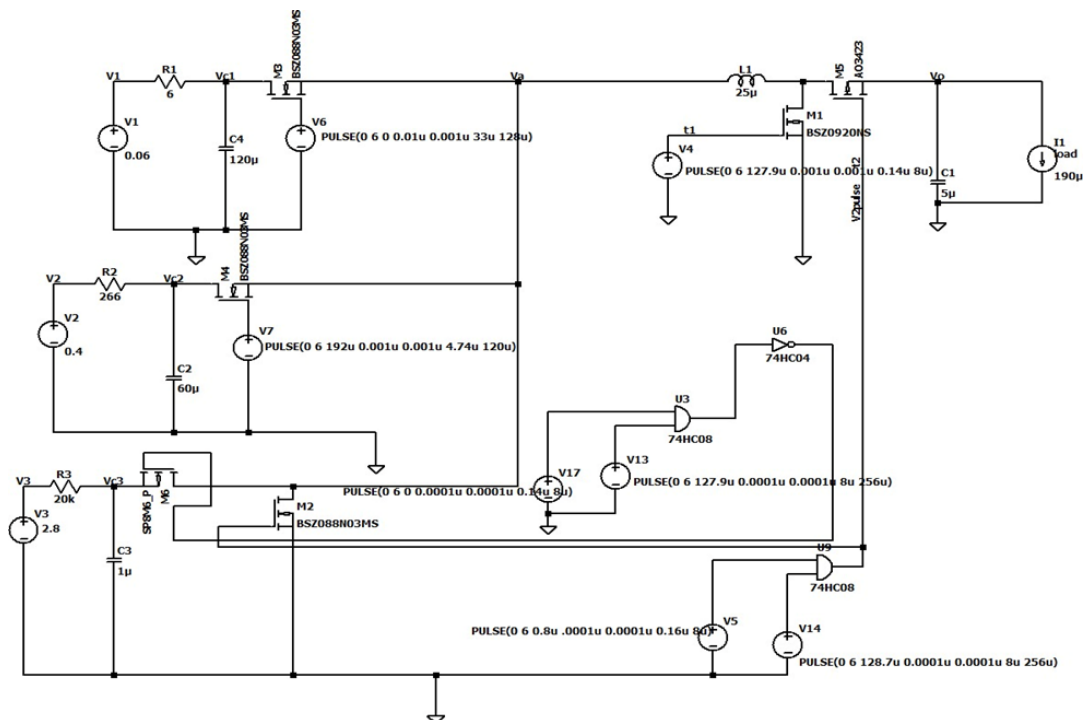 V1
R1
6
Vc1
M3
BSZ088N03MS
Va
L1
25µ
M5
AO3423
Vo
V1
0.06
C4
120µ
V6
PULSE(0 6 0 0.01u 0.001u 33u 128u)
t1
M1
BSZ0920NS
V4
PULSE(0 6 127.9u 0.001u 0.001u 0.14u 8u)
t2
V2pulse
C1
5µ
I1
load
190µ
V2
R2
266
Vc2
M4
BSZ088N03MS
V2
0.4
C2
60µ
V7
PULSE(0 6 192u 0.001u 0.001u 4.74u 120u)
U6
74HC04
U3
74HC08
V3
R3
20k
Vc3
SP8M6_P
M6
V17
PULSE(0 6 0 0.0001u 0.0001u 0.14u 8u)
V13
PULSE(0 6 127.9u 0.0001u 0.0001u 8u 256u)
V3
2.8
C3
1µ
M2
BSZ088N03MS
U9
74HC08
V5
PULSE(0 6 0.8u .0001u 0.0001u 0.16u 8u)
V14
PULSE(0 6 128.7u 0.0001u 0.0001u 8u 256u)